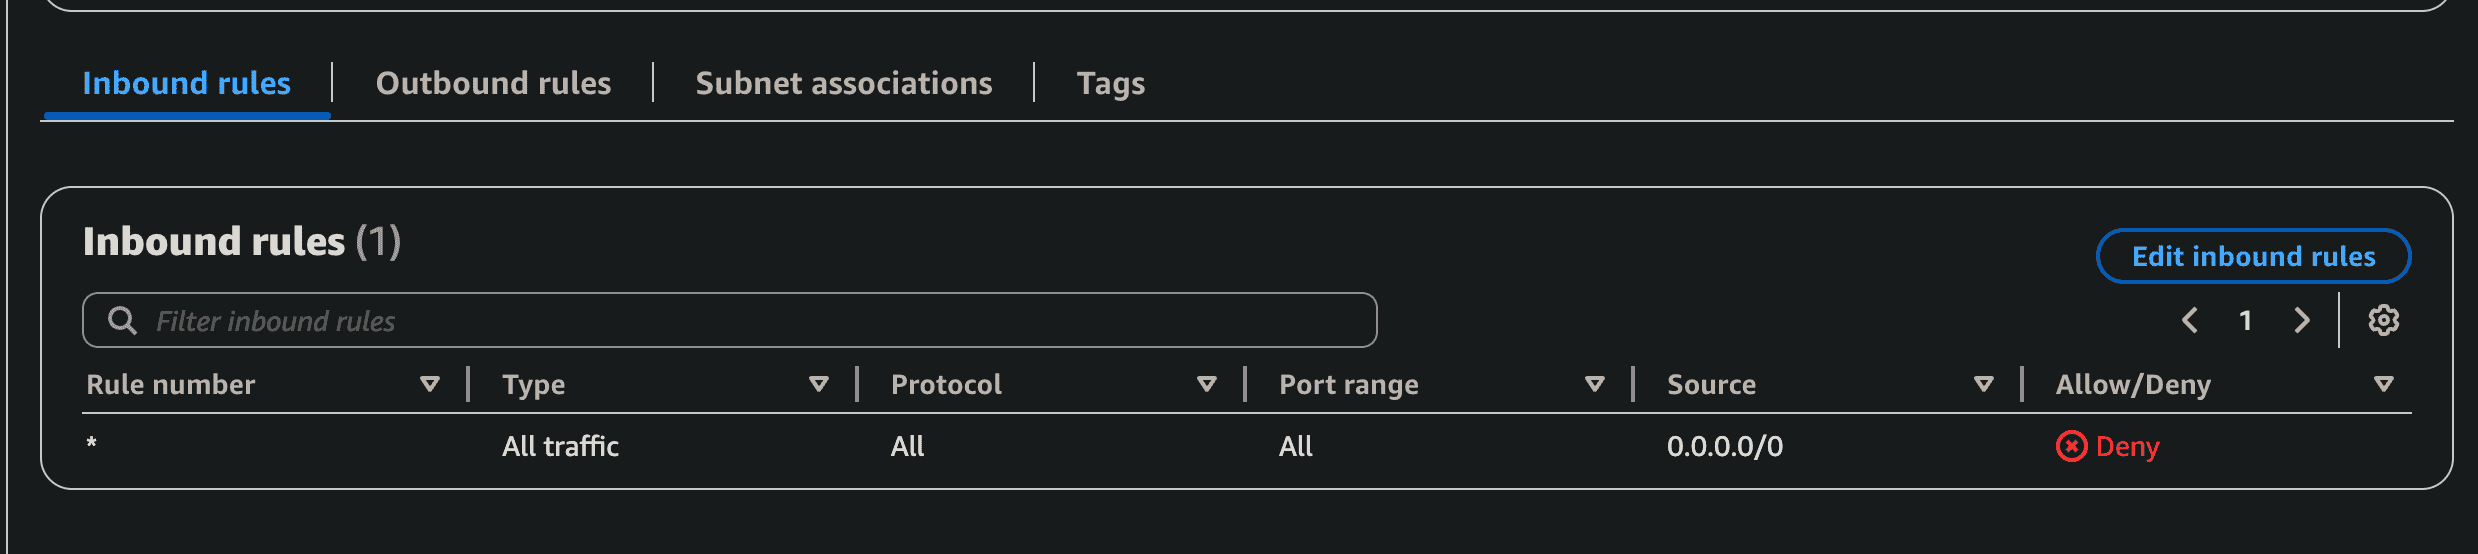 Inbound rules Outbound rules Subnet associations Tags
Inbound rules (1)
Edit inbound rules
Filter inbound rules
1
Rule number Type Protocol Port range Source Allow/Deny
* All traffic All All 0.0.0.0/0 Deny